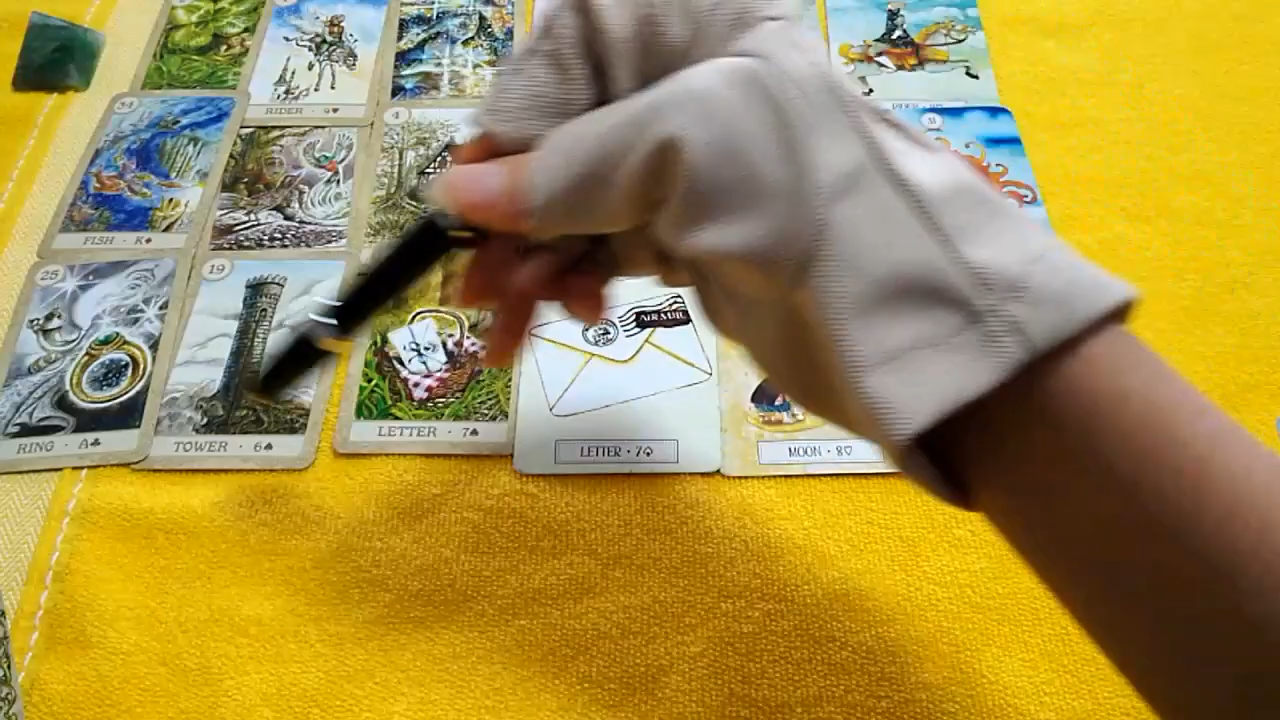 RIDER · 9♥
34
4
31
FISH · K♦
25
19
AIR MAIL
RING · A♣
TOWER · 6♠
LETTER · 7♠
LETTER · 7♤
MOON · 8♡